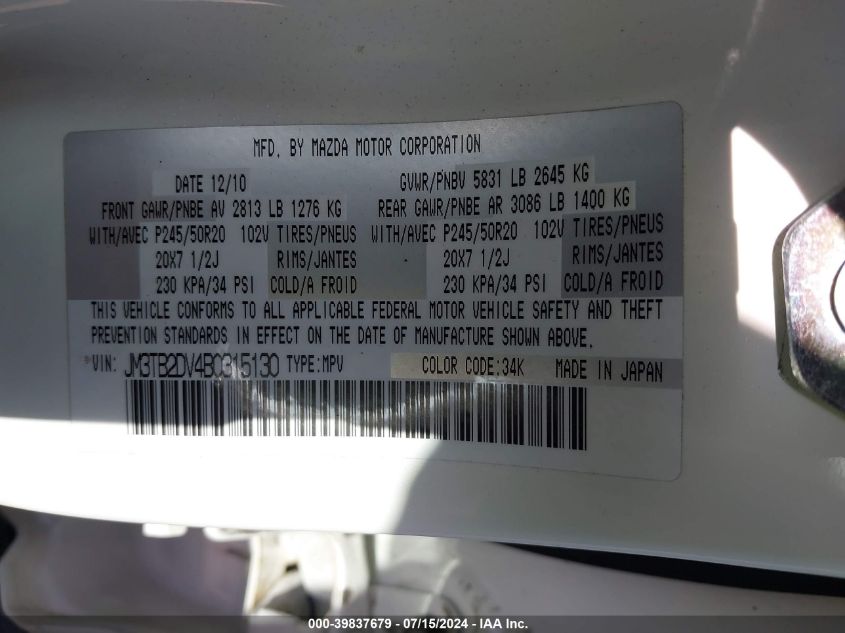 MFD. BY MAZDA MOTOR CORPORATION
DATE 12/10 GVWR/PNBV 5831 LB 2645 KG
FRONT GAWR/PNBE AV 2813 LB 1276 KG REAR GAWR/PNBE AR 3086 LB 1400 KG
WITH/AVEC P245/50R20 102V TIRES/PNEUS WITH/AVEC P245/50R20 102V TIRES/PNEUS
20X7 1/2J RIMS/JANTES 20X7 1/2J RIMS/JANTES
230 KPA/34 PSI COLD/A FROID 230 KPA/34 PSI COLD/A FROID
THIS VEHICLE CONFORMS TO ALL APPLICABLE FEDERAL MOTOR VEHICLE SAFETY AND THEFT
PREVENTION STANDARDS IN EFFECT ON THE DATE OF MANUFACTURE SHOWN ABOVE.
VIN: JM3TB2DV4B0315130 TYPE:MPV COLOR CODE:34K MADE IN JAPAN
000-39837679 - 07/15/2024 - IAA Inc.